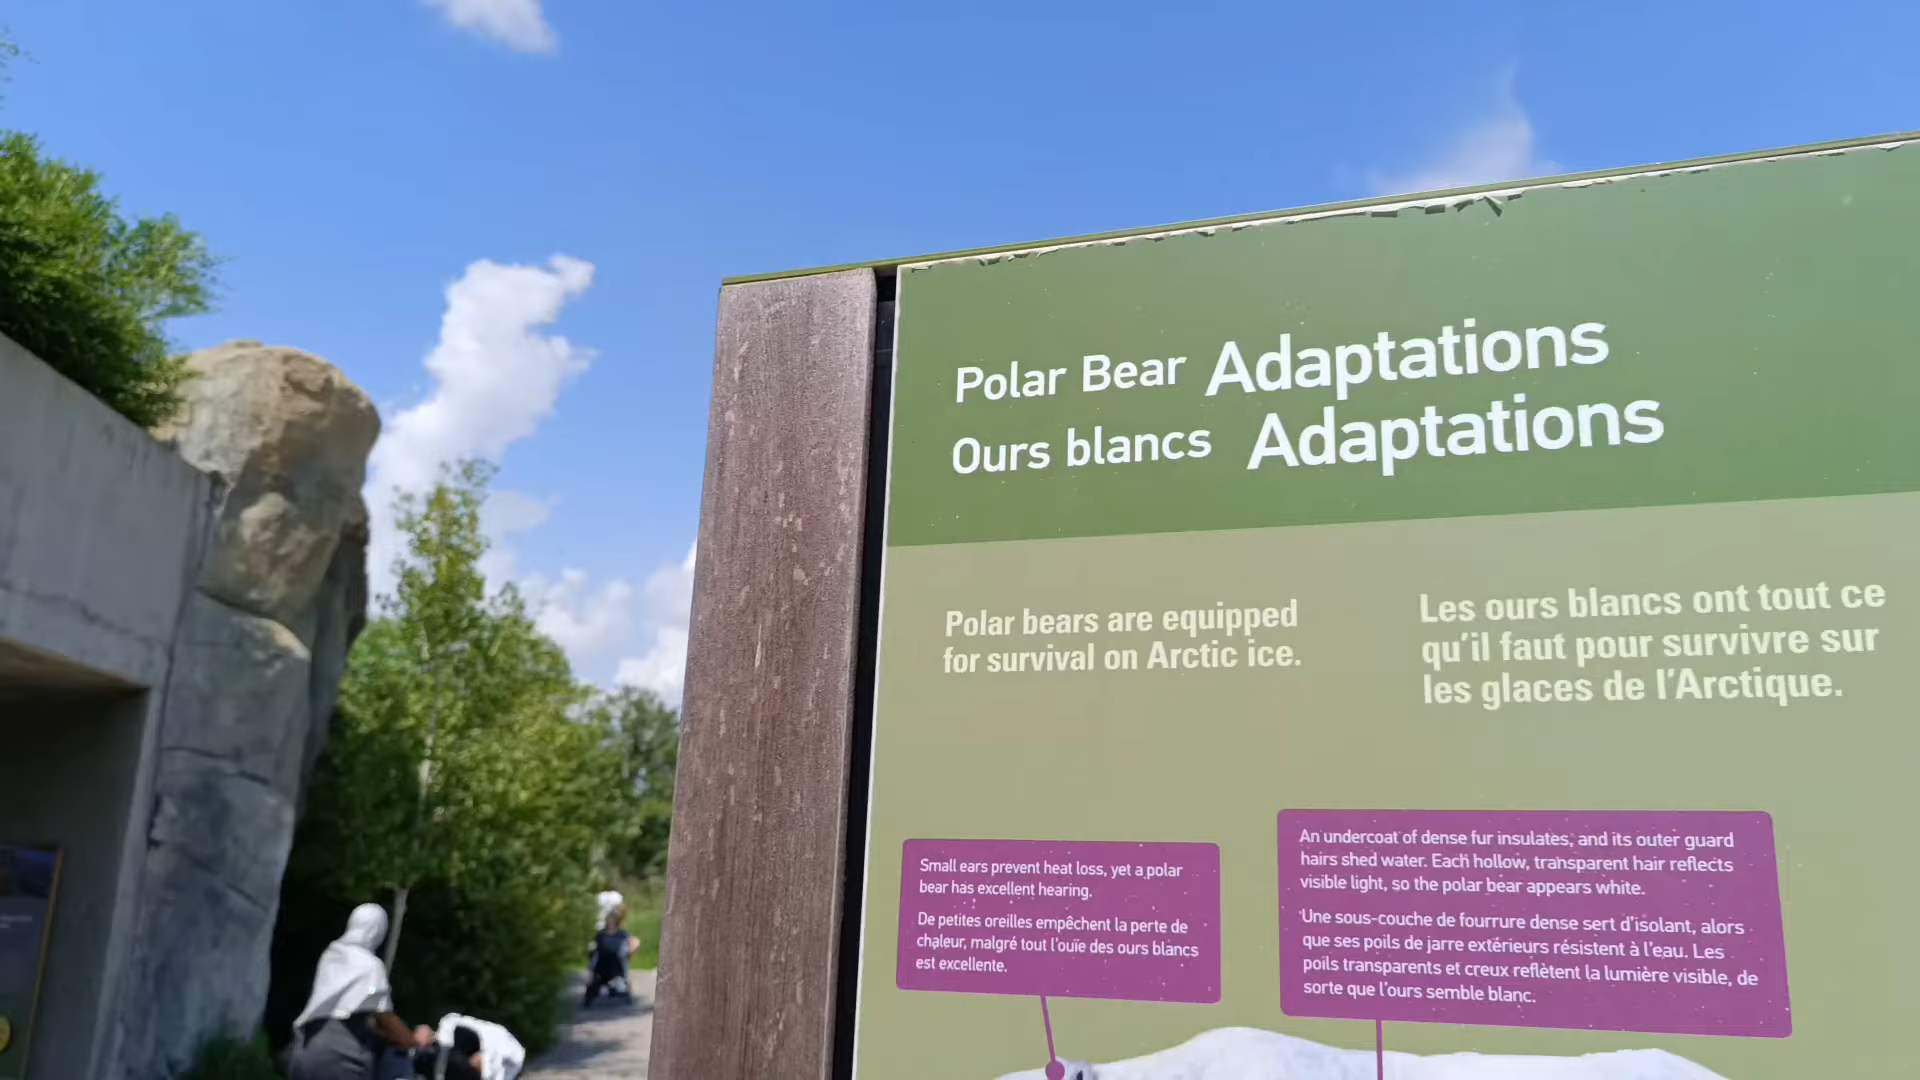 Polar Bear Adaptations
Ours blancs Adaptations
Polar bears are equipped
for survival on Arctic ice.
Les ours blancs ont tout ce
qu'il faut pour survivre sur
les glaces de l'Arctique.
Small ears prevent heat loss, yet a polar
bear has excellent hearing.
De petites oreilles empêchent la perte de
chaleur, malgré tout l'ouïe des ours blancs
est excellente.
An undercoat of dense fur insulates, and its outer guard
hairs shed water. Each hollow, transparent hair reflects
visible light, so the polar bear appears white.
Une sous-couche de fourrure dense sert d'isolant, alors
que ses poils de jarre extérieurs résistent à l'eau. Les
poils transparents et creux reflètent la lumière visible, de
sorte que l'ours semble blanc.